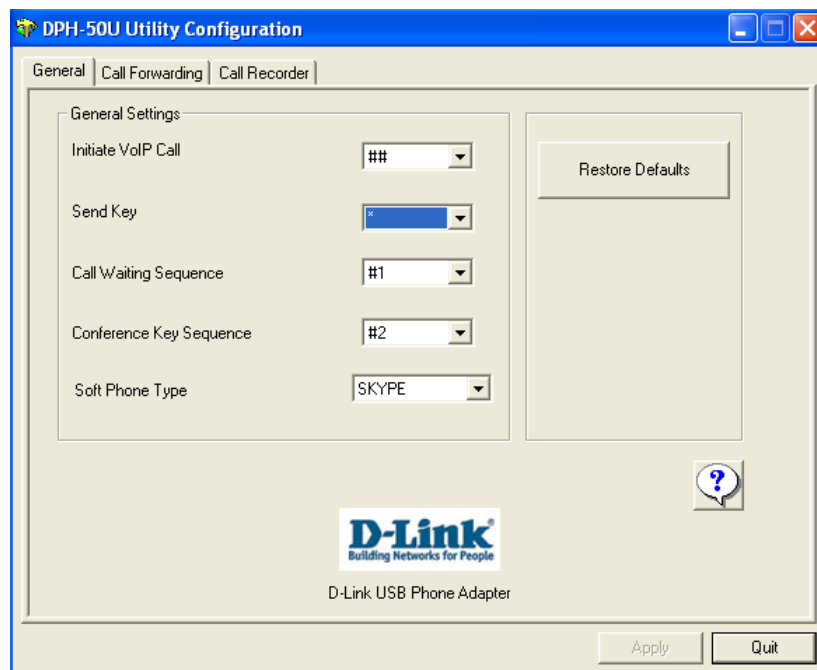 DPH-50U Utility Configuration
General Call Forwarding Call Recorder
General Settings
Initiate VoIP Call ##
Send Key *
Call Waiting Sequence #1
Conference Key Sequence #2
Soft Phone Type SKYPE
Restore Defaults
?
D-Link®
Building Networks for People
D-Link USB Phone Adapter
Apply Quit